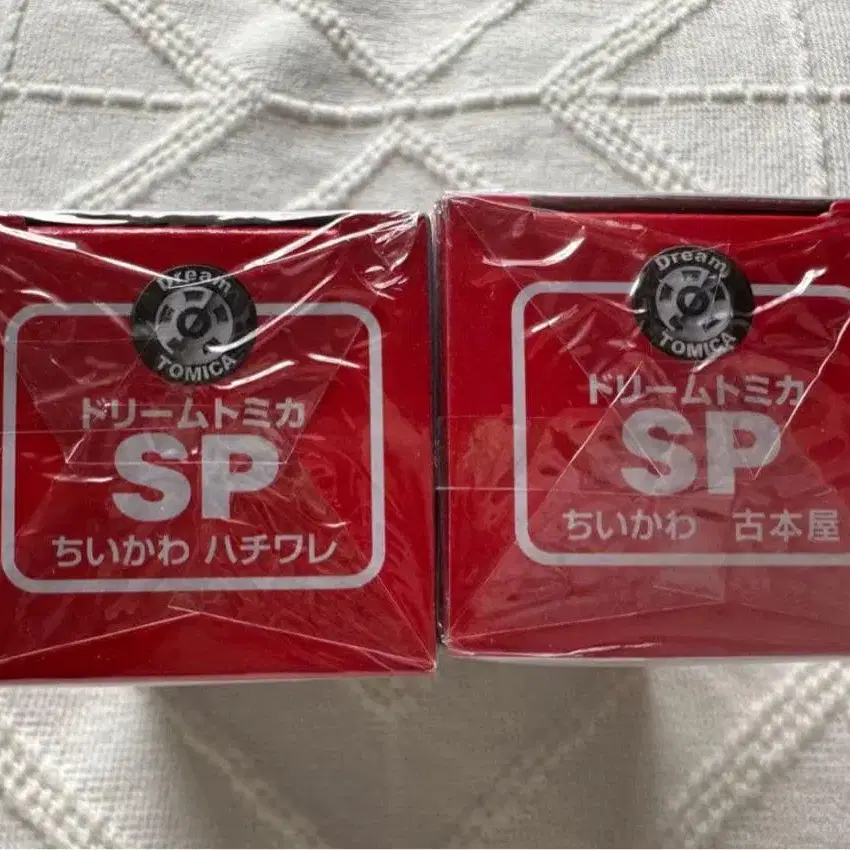 Dream
TOMICA
ドリームトミカ
SP
ちいかわ ハチワレ
Dream
TOMICA
ドリームトミカ
SP
ちいかわ 古本屋